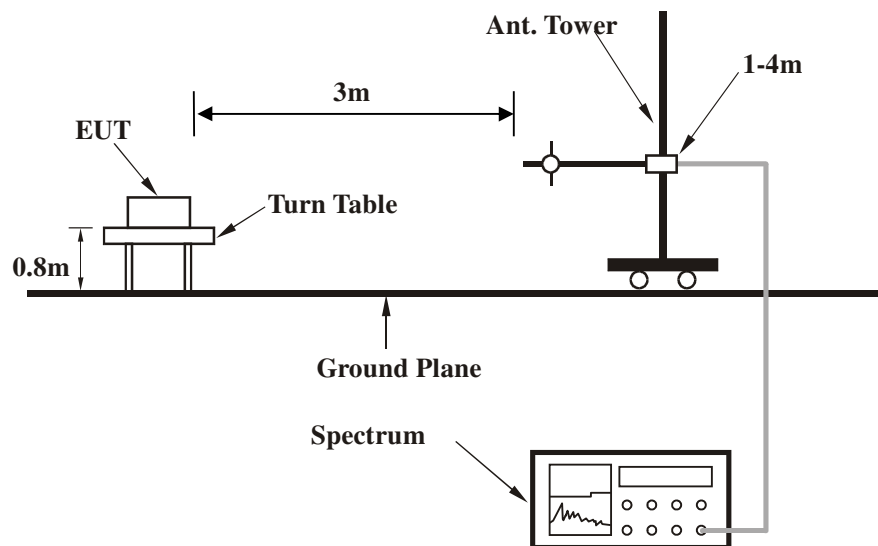 Ant. Tower
1-4m
3m
EUT
Turn Table
0.8m
Ground Plane
Spectrum